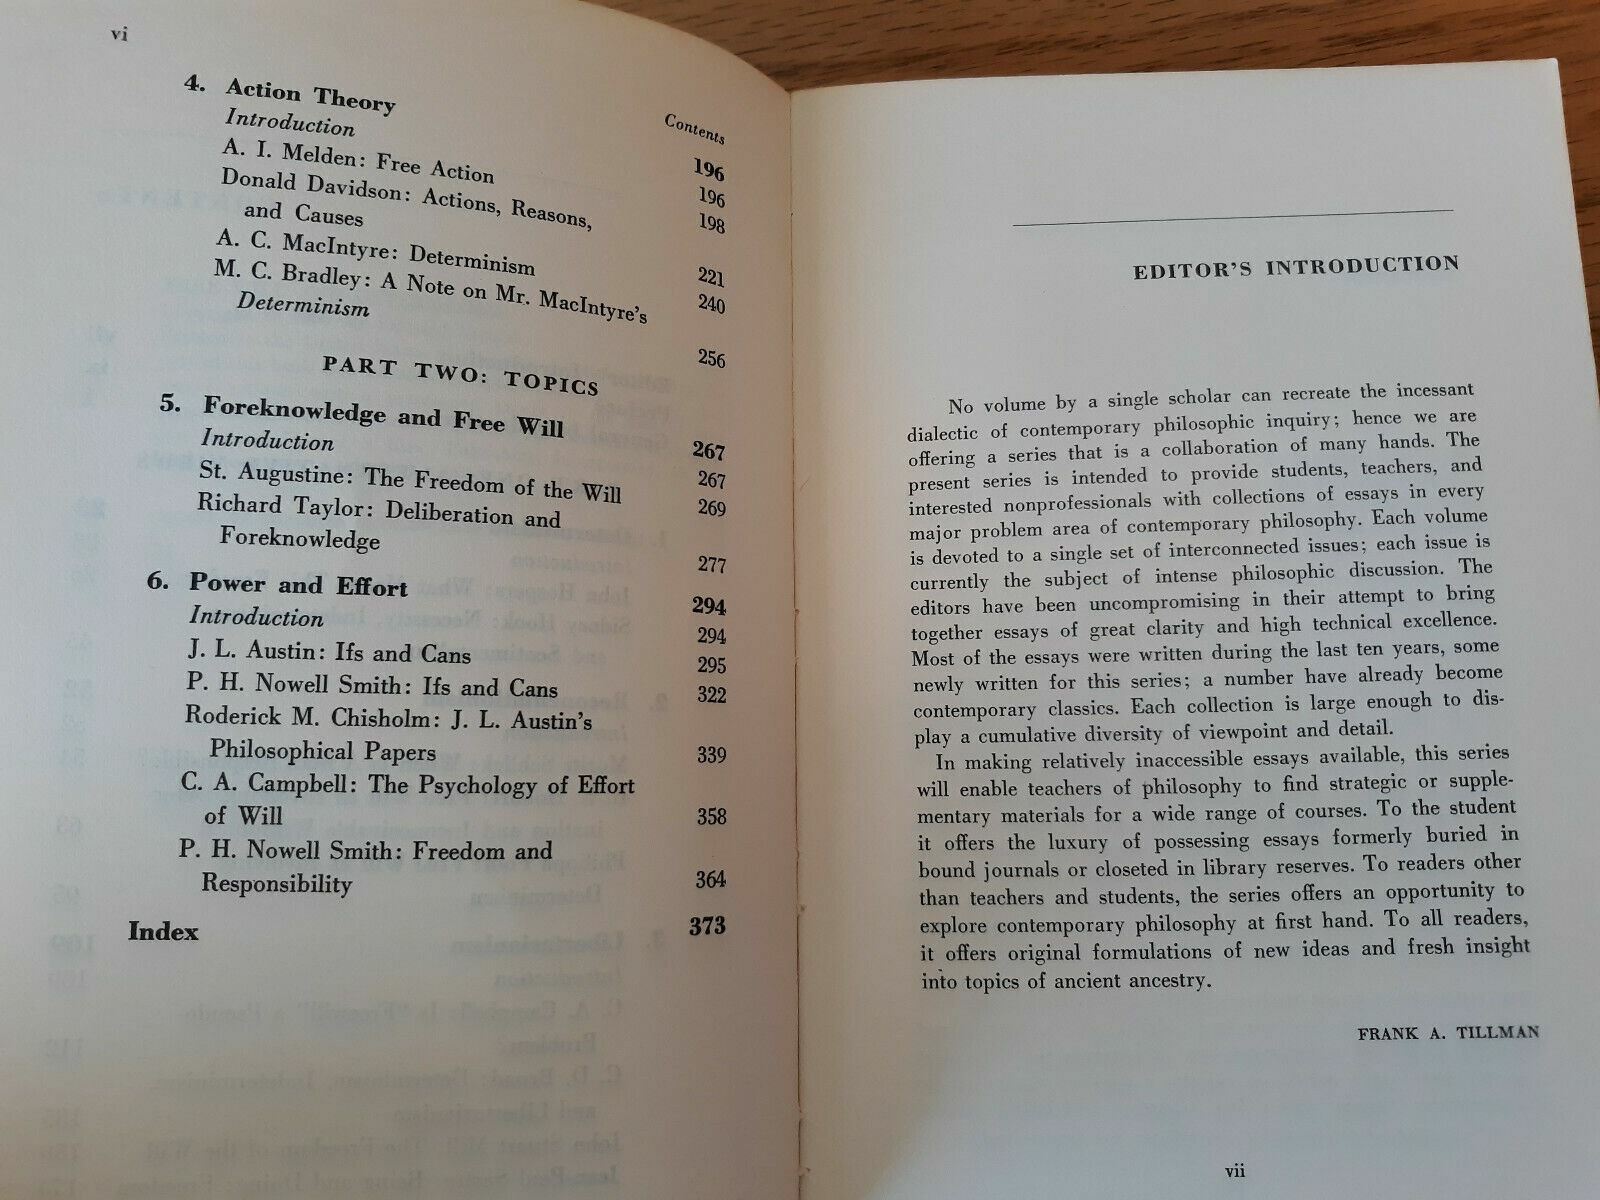 vi
Contents
4. Action Theory 196
Introduction 196
A. I. Melden: Free Action 198
Donald Davidson: Actions, Reasons,
and Causes 221
A. C. MacIntyre: Determinism 240
M. C. Bradley: A Note on Mr. MacIntyre's
Determinism 256
PART TWO: TOPICS
5. Foreknowledge and Free Will 267
Introduction 267
St. Augustine: The Freedom of the Will 269
Richard Taylor: Deliberation and
Foreknowledge 277
6. Power and Effort 294
Introduction 294
J. L. Austin: Ifs and Cans 295
P. H. Nowell Smith: Ifs and Cans 322
Roderick M. Chisholm: J. L. Austin's
Philosophical Papers 339
C. A. Campbell: The Psychology of Effort
of Will 358
P. H. Nowell Smith: Freedom and
Responsibility 364
Index 373
EDITOR'S INTRODUCTION
No volume by a single scholar can recreate the incessant
dialectic of contemporary philosophic inquiry; hence we are
offering a series that is a collaboration of many hands. The
present series is intended to provide students, teachers, and
interested nonprofessionals with collections of essays in every
major problem area of contemporary philosophy. Each volume
is devoted to a single set of interconnected issues; each issue is
currently the subject of intense philosophic discussion. The
editors have been uncompromising in their attempt to bring
together essays of great clarity and high technical excellence.
Most of the essays were written during the last ten years, some
newly written for this series; a number have already become
contemporary classics. Each collection is large enough to dis-
play a cumulative diversity of viewpoint and detail.
In making relatively inaccessible essays available, this series
will enable teachers of philosophy to find strategic or supple-
mentary materials for a wide range of courses. To the student
it offers the luxury of possessing essays formerly buried in
bound journals or closeted in library reserves. To readers other
than teachers and students, the series offers an opportunity to
explore contemporary philosophy at first hand. To all readers,
it offers original formulations of new ideas and fresh insight
into topics of ancient ancestry.
FRANK A. TILLMAN
vii